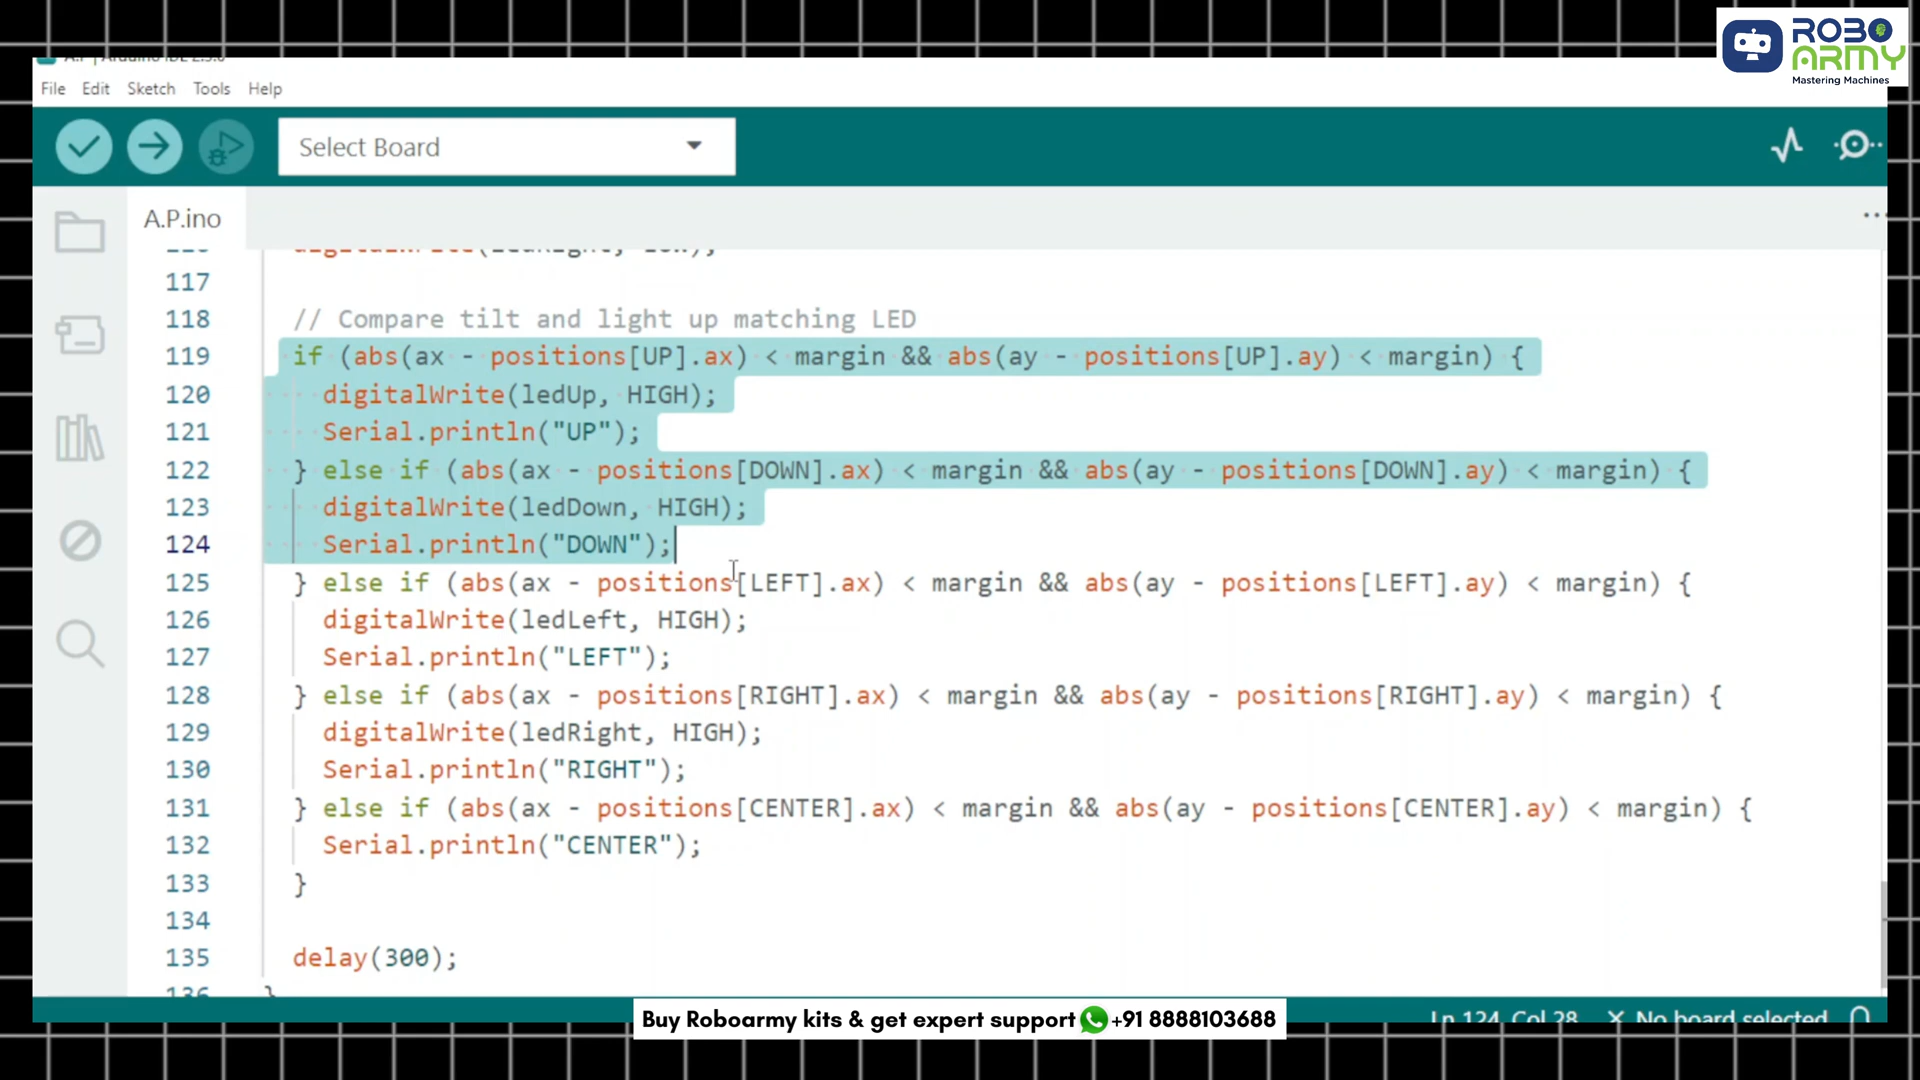 ROBO
ARMY
Mastering Machines
File Edit Sketch Tools Help
Select Board
A.P.ino
117
118 // Compare tilt and light up matching LED
119 if (abs(ax - positions[UP].ax) < margin && abs(ay - positions[UP].ay) < margin) {
120 digitalWrite(ledUp, HIGH);
121 Serial.println("UP");
122 } else if (abs(ax - positions[DOWN].ax) < margin && abs(ay - positions[DOWN].ay) < margin) {
123 digitalWrite(ledDown, HIGH);
124 Serial.println("DOWN");
125 } else if (abs(ax - positions[LEFT].ax) < margin && abs(ay - positions[LEFT].ay) < margin) {
126 digitalWrite(ledLeft, HIGH);
127 Serial.println("LEFT");
128 } else if (abs(ax - positions[RIGHT].ax) < margin && abs(ay - positions[RIGHT].ay) < margin) {
129 digitalWrite(ledRight, HIGH);
130 Serial.println("RIGHT");
131 } else if (abs(ax - positions[CENTER].ax) < margin && abs(ay - positions[CENTER].ay) < margin) {
132 Serial.println("CENTER");
133 }
134
135 delay(300);
136 }
Buy Roboarmy kits & get expert support +91 8888103688
Ln 124, Col 28 × No board selected